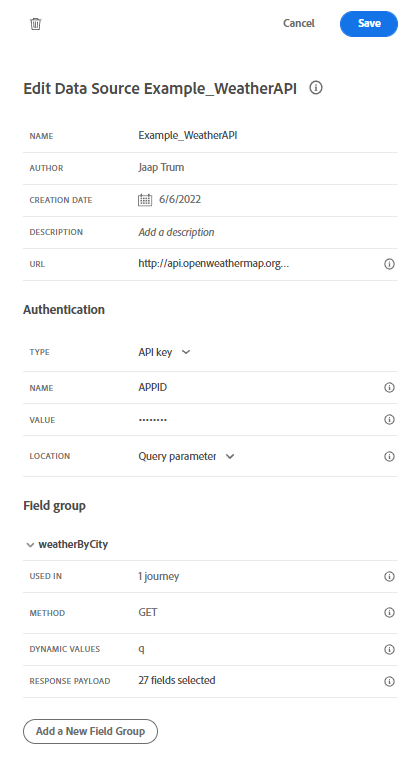 Cancel Save
Edit Data Source Example_WeatherAPI
NAME Example_WeatherAPI
AUTHOR Jaap Trum
CREATION DATE 6/6/2022
DESCRIPTION Add a description
URL http://api.openweathermap.org...
Authentication
TYPE API key
NAME APPID
VALUE ••••••••
LOCATION Query parameter
Field group
weatherByCity
USED IN 1 journey
METHOD GET
DYNAMIC VALUES q
RESPONSE PAYLOAD 27 fields selected
Add a New Field Group